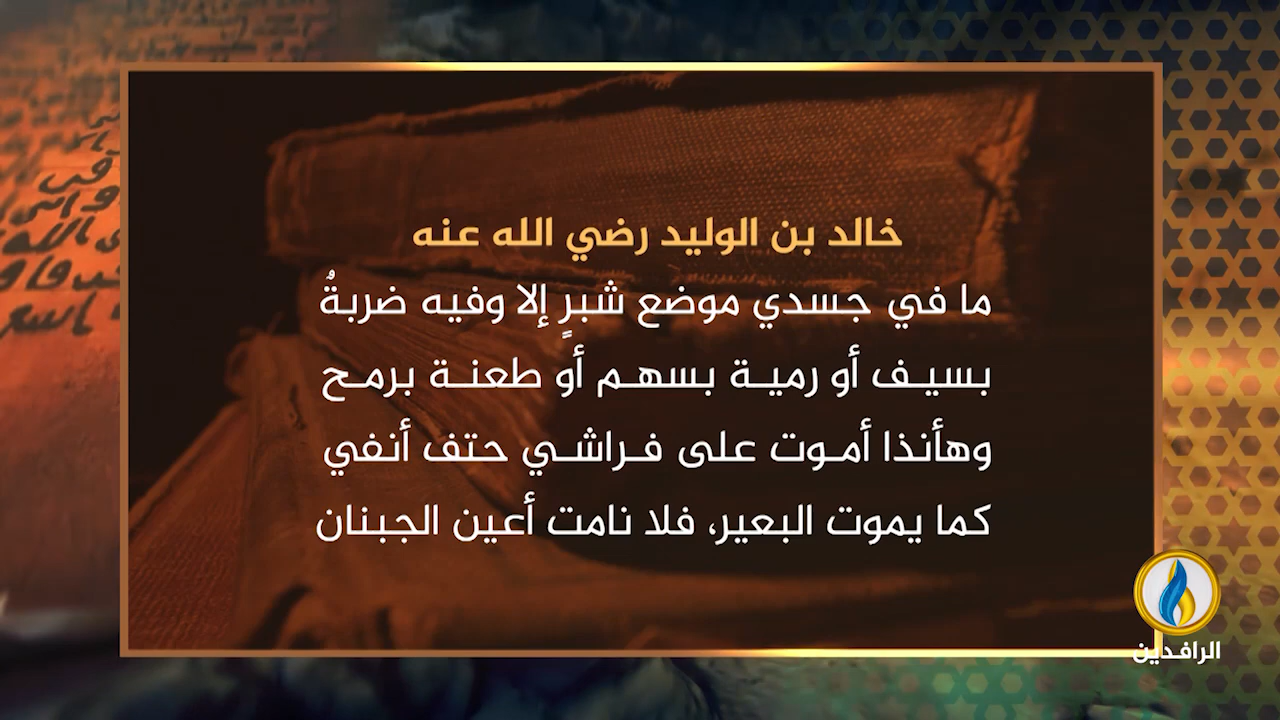 خالد بن الوليد رضي الله عنه
ما في جسدي موضع شبرٍ إلا وفيه ضربةُ
بسيف أو رمية بسهم أو طعنة برمح
وهأنذا أموت على فراشي حتف أنفي
كما يموت البعير، فلا نامت أعين الجبنان
الرافدين